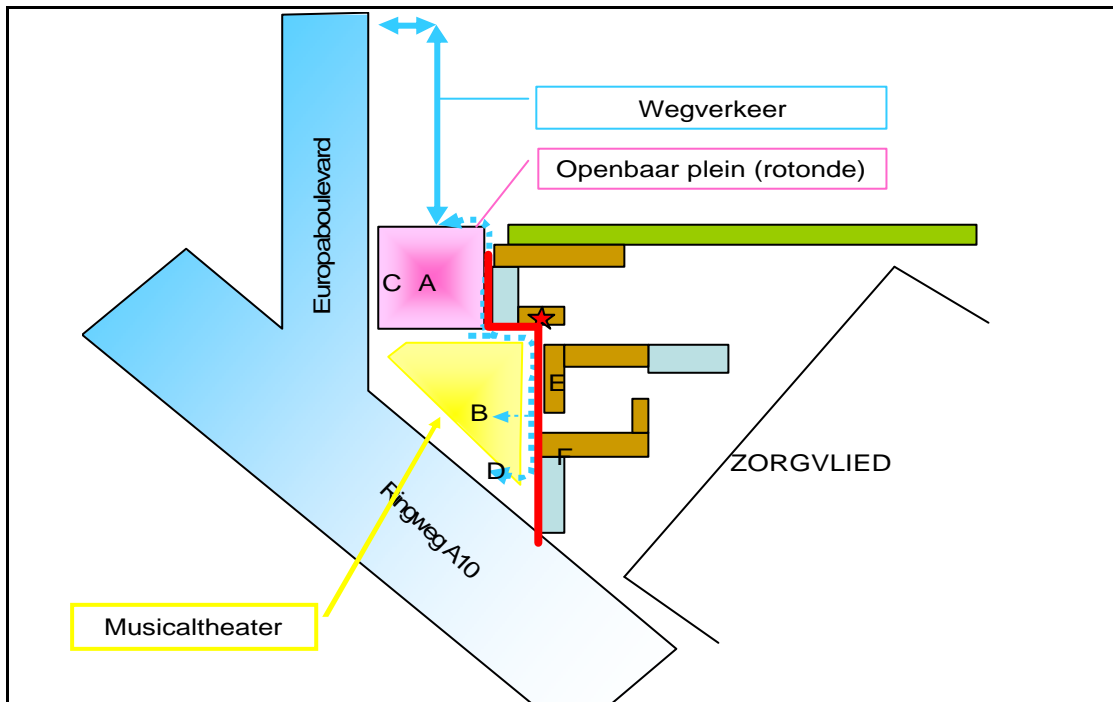 Wegverkeer
Openbaar plein (rotonde)
Europaboulevard
C A
E
B
F
D
ZORGVLIED
Ringweg A10
Musicaltheater